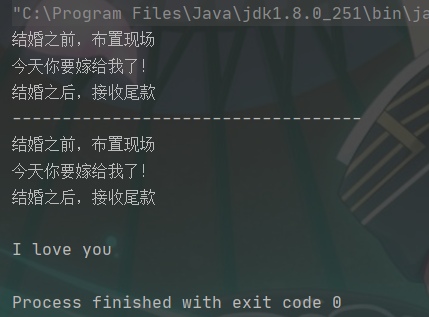 "C:\Program Files\Java\jdk1.8.0_251\bin\ja
结婚之前，布置现场
今天你要嫁给我了！
结婚之后，接收尾款
-----------------------------------
结婚之前，布置现场
今天你要嫁给我了！
结婚之后，接收尾款
I love you
Process finished with exit code 0